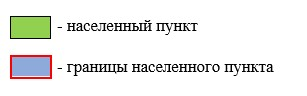 - населенный пункт
- границы населенного пункта